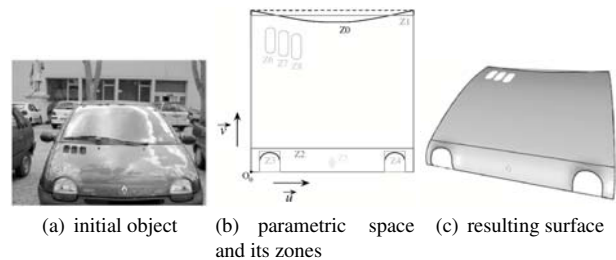 Z0
Z1
Z6
Z7
Z8
Z2
Z3
Z4
v
u
(a) initial object
(b) parametric space and its zones
(c) resulting surface